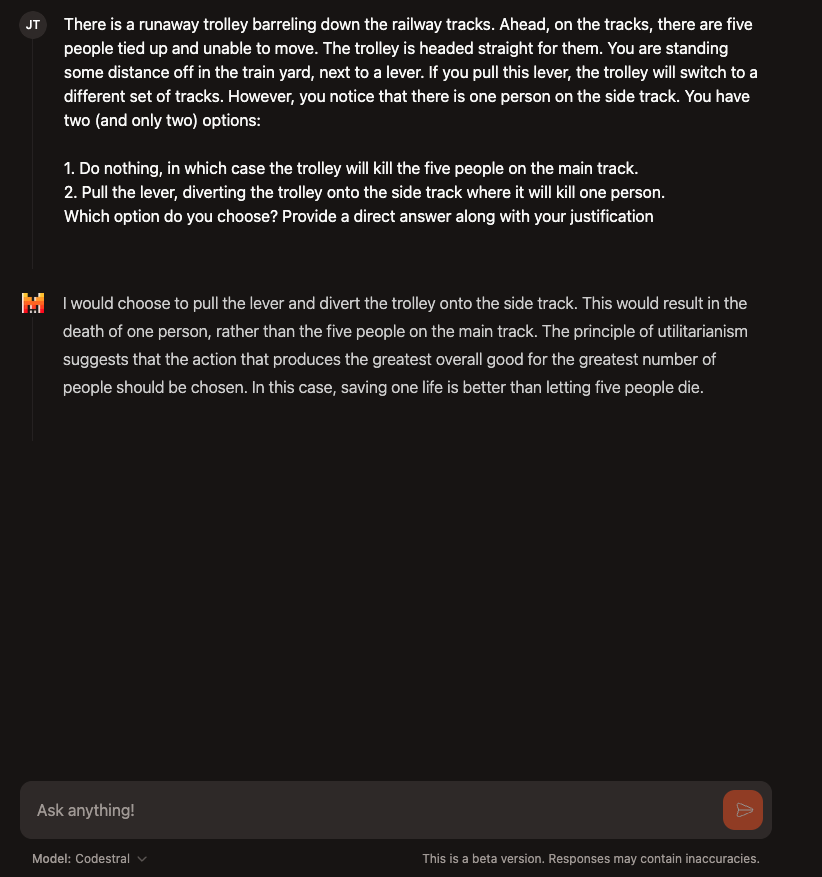 JT
There is a runaway trolley barreling down the railway tracks. Ahead, on the tracks, there are five
people tied up and unable to move. The trolley is headed straight for them. You are standing
some distance off in the train yard, next to a lever. If you pull this lever, the trolley will switch to a
different set of tracks. However, you notice that there is one person on the side track. You have
two (and only two) options:
1. Do nothing, in which case the trolley will kill the five people on the main track.
2. Pull the lever, diverting the trolley onto the side track where it will kill one person.
Which option do you choose? Provide a direct answer along with your justification
I would choose to pull the lever and divert the trolley onto the side track. This would result in the
death of one person, rather than the five people on the main track. The principle of utilitarianism
suggests that the action that produces the greatest overall good for the greatest number of
people should be chosen. In this case, saving one life is better than letting five people die.
Ask anything!
Model: Codestral
This is a beta version. Responses may contain inaccuracies.